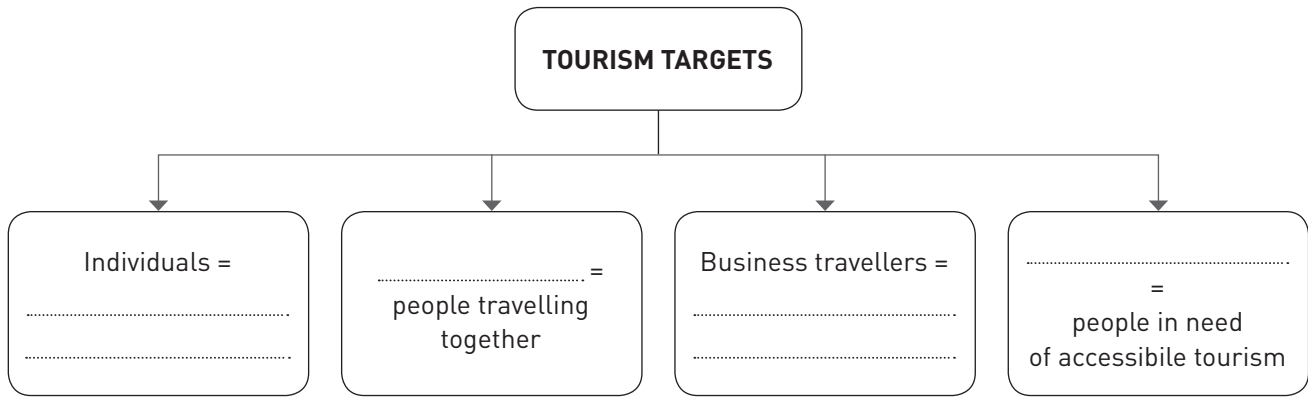 TOURISM TARGETS
Individuals =
.......................................................
.......................................................
........................................... =
people travelling
together
Business travellers =
.......................................................
.......................................................
.......................................................
=
people in need
of accessibile tourism